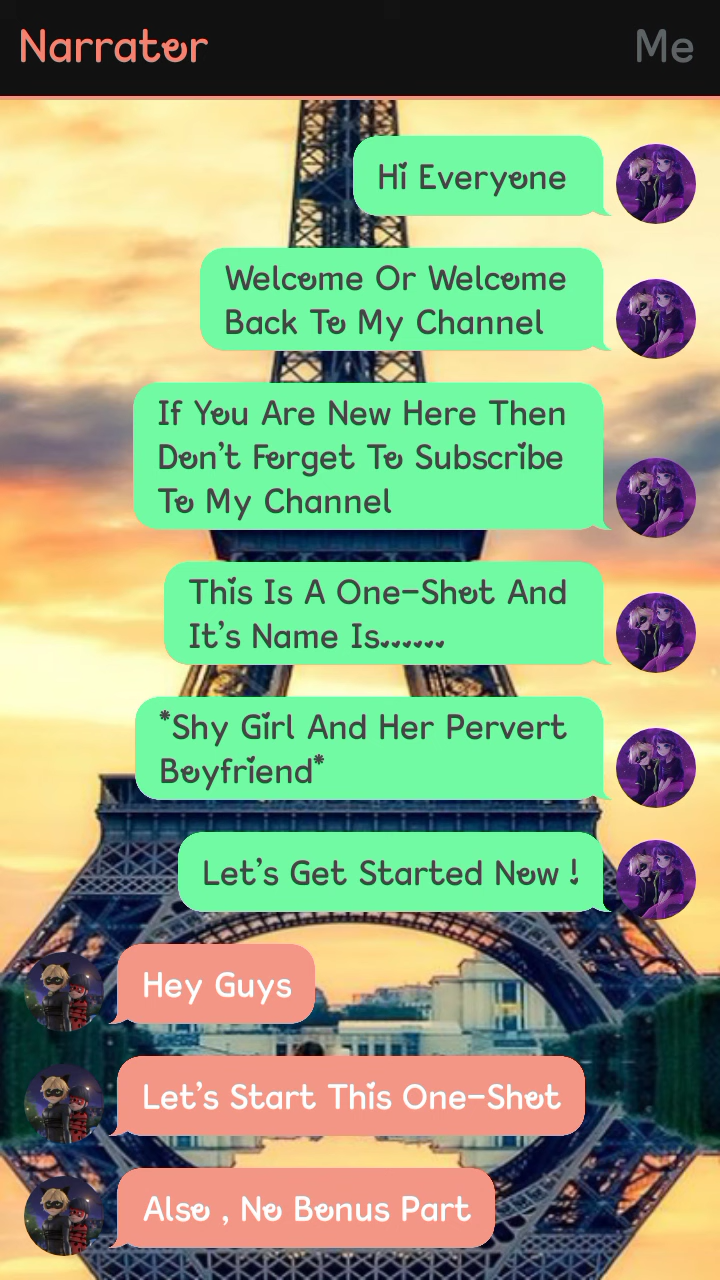 Narrator
Me
Hi Everyone
Welcome Or Welcome
Back To My Channel
If You Are New Here Then
Don't Forget To Subscribe
To My Channel
This Is A One-Shot And
It's Name Is......
*Shy Girl And Her Pervert
Boyfriend*
Let's Get Started Now !
Hey Guys
Let's Start This One-Shot
Also , No Bonus Part